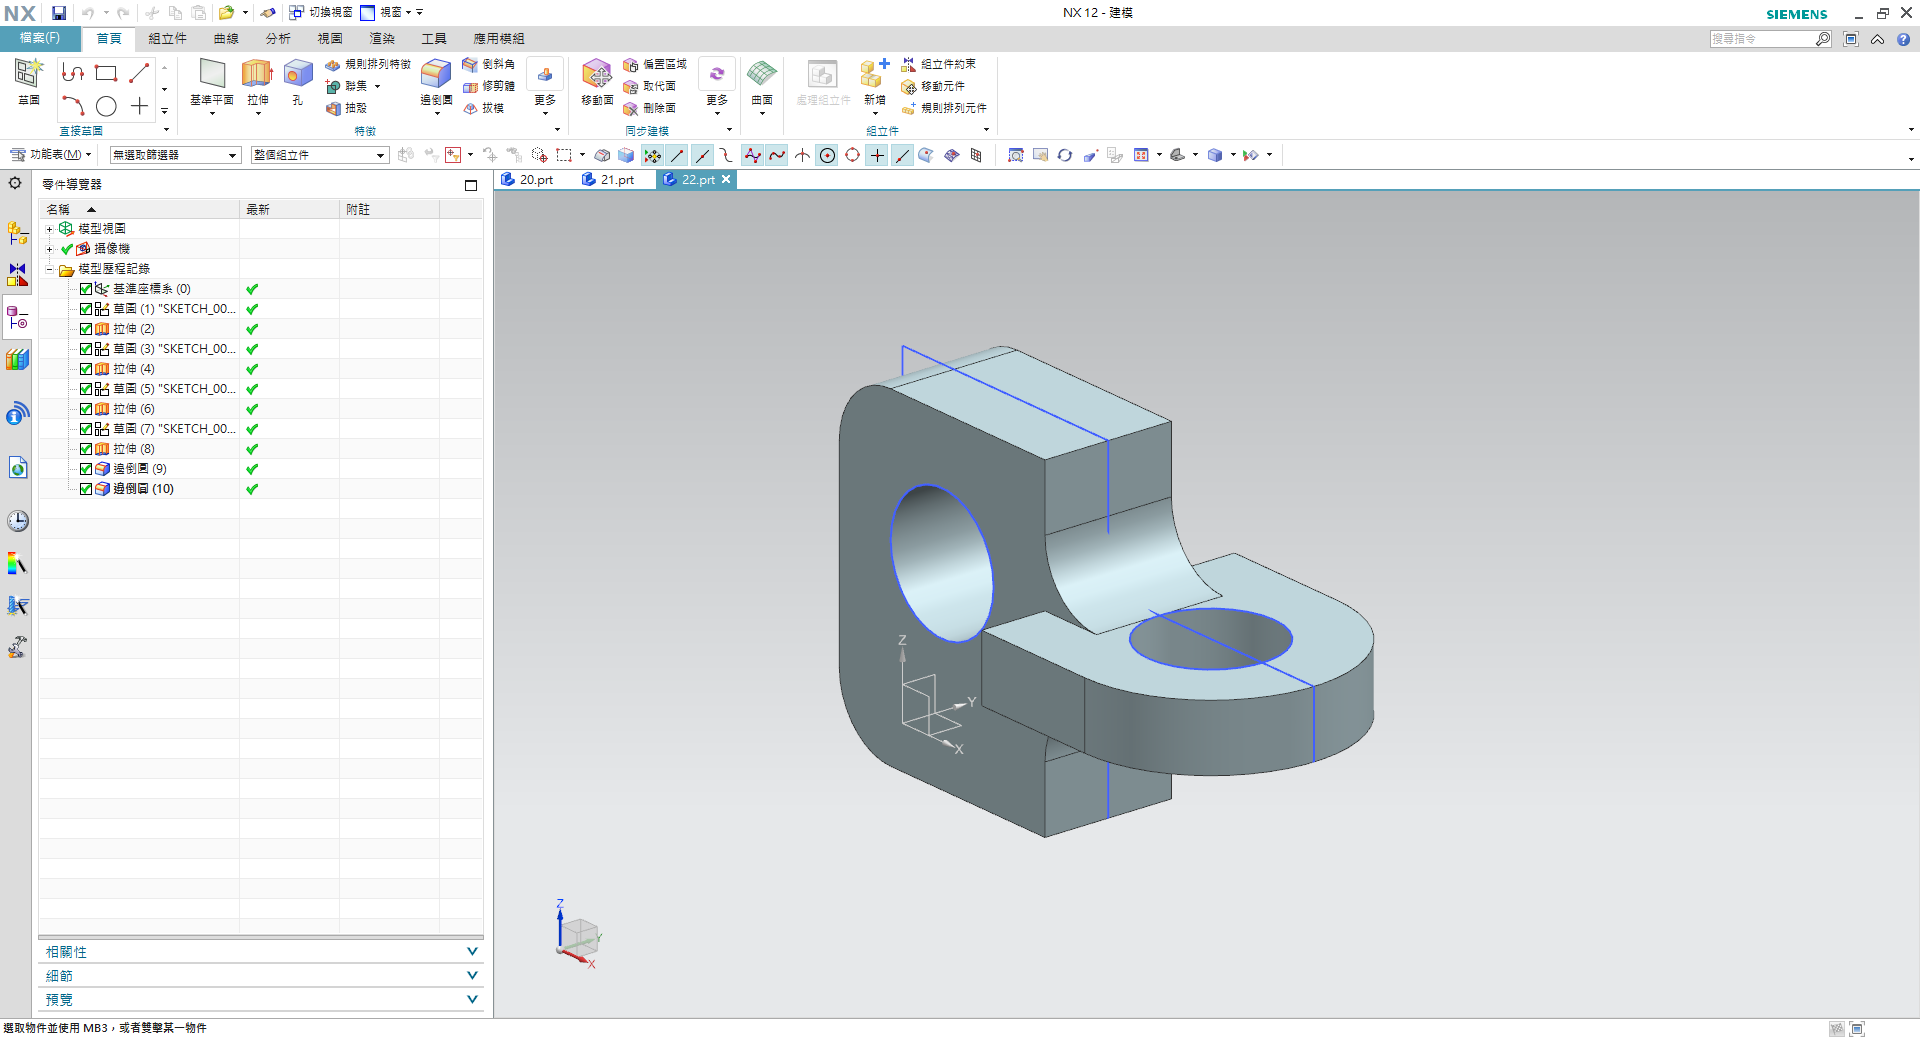 NX 切換視窗 視窗 NX 12 - 建模 SIEMENS
檔案(F) 首頁 組立件 曲線 分析 視圖 渲染 工具 應用模組 搜尋指令
草圖
直接草圖
基準平面 拉伸 孔
規則排列特徵
聯集
抽殼
邊倒圓
倒斜角
修剪體
拔模
更多
特徵
移動面
偏置區域
取代面
刪除面
更多
同步建模
曲面
處理組立件 新增
組立件約束
移動元件
規則排列元件
組立件
功能表(M) 無選取篩選器 整個組立件
零件導覽器
20.prt 21.prt 22.prt
名稱 最新 附註
模型視圖
攝像機
模型歷程記錄
基準座標系 (0)
草圖 (1) "SKETCH_00...
拉伸 (2)
草圖 (3) "SKETCH_00...
拉伸 (4)
草圖 (5) "SKETCH_00...
拉伸 (6)
草圖 (7) "SKETCH_00...
拉伸 (8)
邊倒圓 (9)
邊倒圓 (10)
Z
Y
X
Z
Y
X
相關性
細節
預覽
選取物件並使用 MB3，或者雙擊某一物件